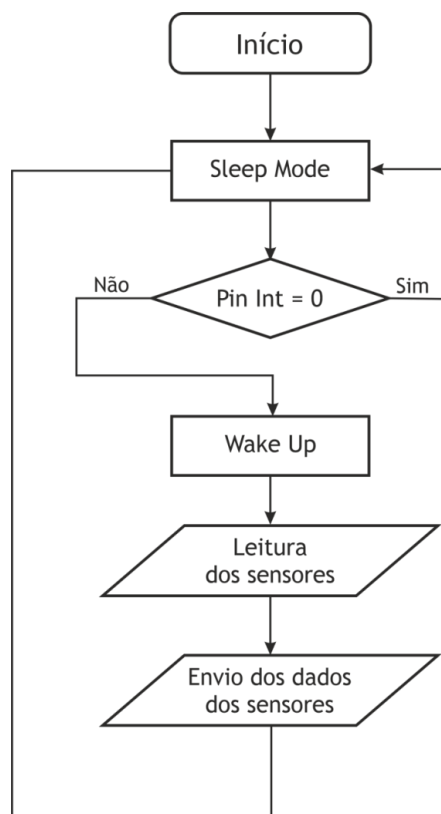 Início
Sleep Mode
Não
Pin Int = 0
Sim
Wake Up
Leitura
dos sensores
Envio dos dados
dos sensores